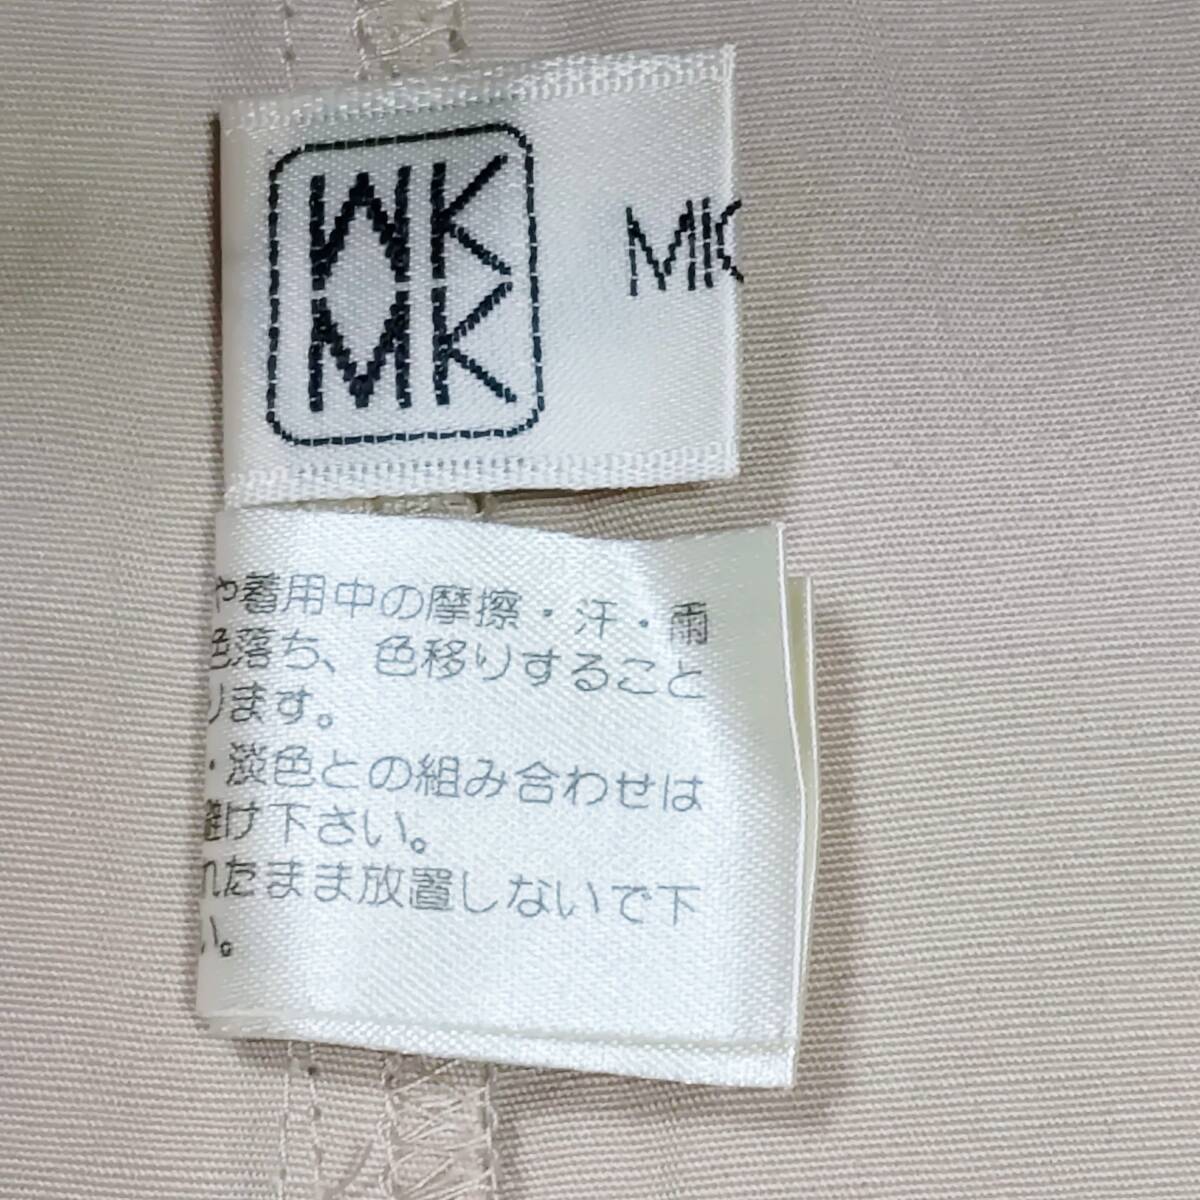 MK
MK
MIC
や着用中の摩擦・汗・雨
色落ち、色移りすること
ります。
・淡色との組み合わせは
避け下さい。
れたまま放置しないで下
い。